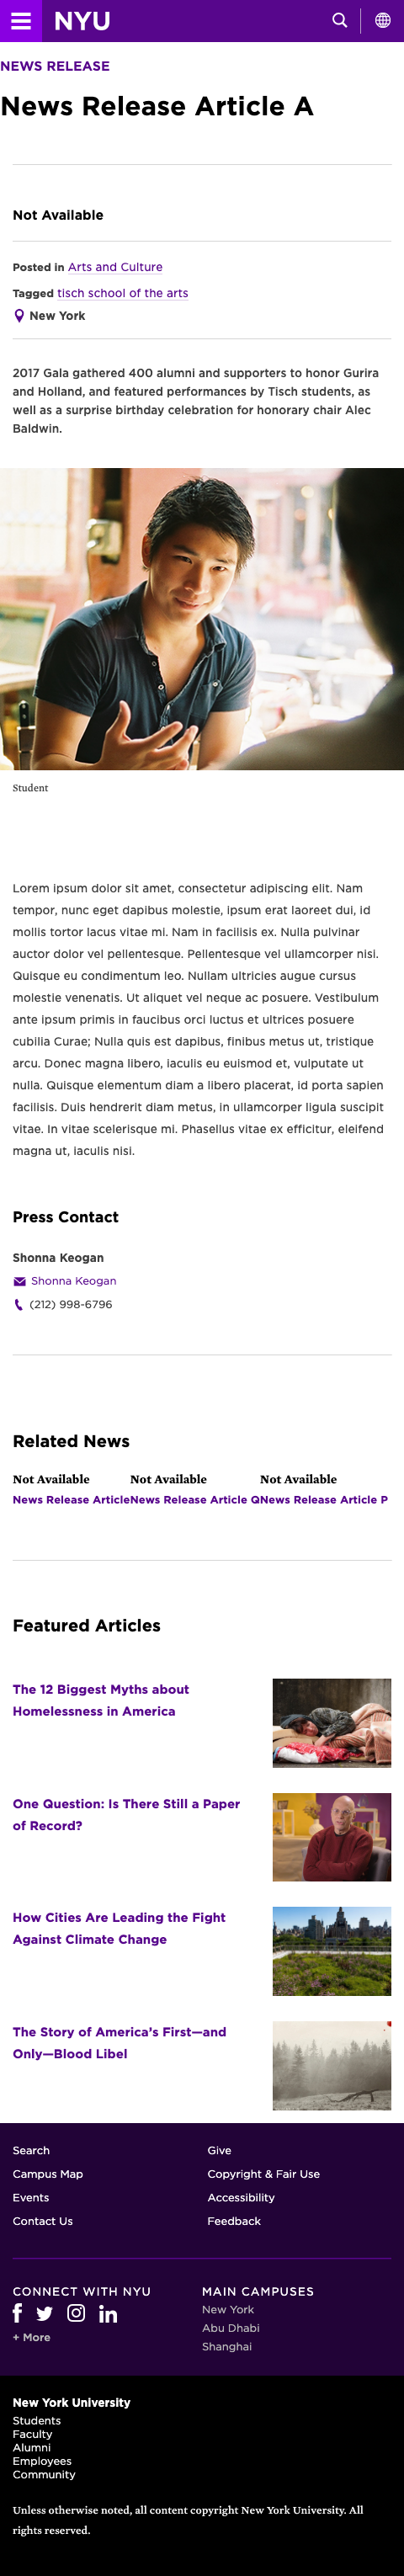 NYU
NEWS RELEASE
News Release Article A
Not Available
Posted in Arts and Culture
Tagged tisch school of the arts
New York
2017 Gala gathered 400 alumni and supporters to honor Gurira
and Holland, and featured performances by Tisch students, as
well as a surprise birthday celebration for honorary chair Alec
Baldwin.
Student
Lorem ipsum dolor sit amet, consectetur adipiscing elit. Nam
tempor, nunc eget dapibus molestie, ipsum erat laoreet dui, id
mollis tortor lacus vitae mi. Nam in facilisis ex. Nulla pulvinar
auctor dolor vel pellentesque. Pellentesque vel ullamcorper nisi.
Quisque eu condimentum leo. Nullam ultricies augue cursus
molestie venenatis. Ut aliquet vel neque ac posuere. Vestibulum
ante ipsum primis in faucibus orci luctus et ultrices posuere
cubilia Curae; Nulla quis est dapibus, finibus metus ut, tristique
arcu. Donec magna libero, iaculis eu euismod et, vulputate ut
nulla. Quisque elementum diam a libero placerat, id porta sapien
facilisis. Duis hendrerit diam metus, in ullamcorper ligula suscipit
vitae. In vitae scelerisque mi. Phasellus vitae ex efficitur, eleifend
magna ut, iaculis nisi.
Press Contact
Shonna Keogan
Shonna Keogan
(212) 998-6796
Related News
Not Available
News Release Article
Not Available
News Release Article Q
Not Available
News Release Article P
Featured Articles
The 12 Biggest Myths about
Homelessness in America
One Question: Is There Still a Paper
of Record?
How Cities Are Leading the Fight
Against Climate Change
The Story of America’s First—and
Only—Blood Libel
Search
Campus Map
Events
Contact Us
Give
Copyright & Fair Use
Accessibility
Feedback
CONNECT WITH NYU
+ More
MAIN CAMPUSES
New York
Abu Dhabi
Shanghai
New York University
Students
Faculty
Alumni
Employees
Community
Unless otherwise noted, all content copyright New York University. All
rights reserved.